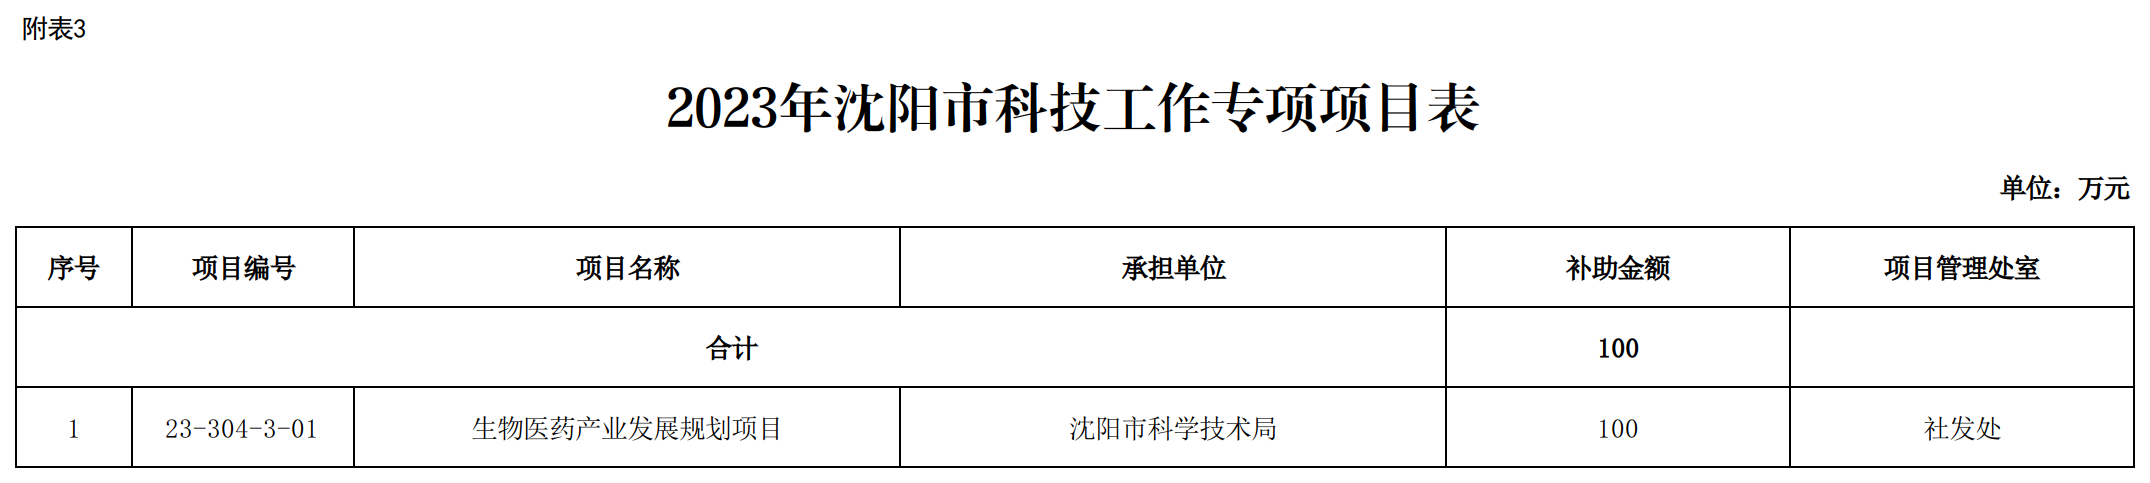 附表3
2023年沈阳市科技工作专项项目表
单位：万元
序号 项目编号 项目名称 承担单位 补助金额 项目管理处室
合计 100
1 23-304-3-01 生物医药产业发展规划项目 沈阳市科学技术局 100 社发处